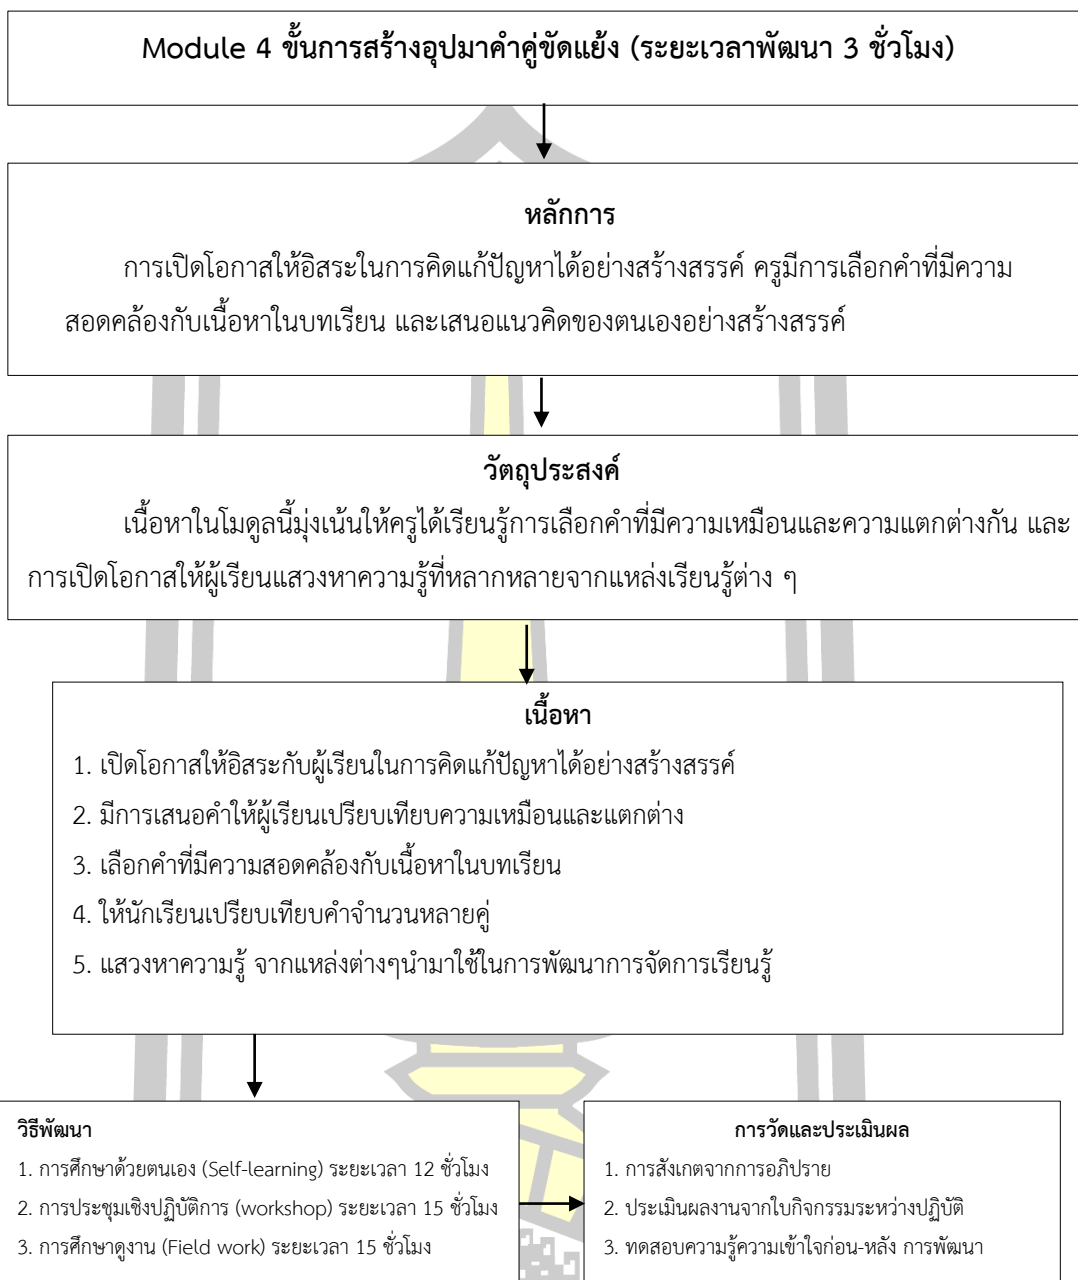 Module 4 ขั้นการสร้างอุปมาคำคู่ขัดแย้ง (ระยะเวลาพัฒนา 3 ชั่วโมง)
หลักการ
การเปิดโอกาสให้อิสระในการคิดแก้ปัญหาได้อย่างสร้างสรรค์ ครูมีการเลือกคำที่มีความ
สอดคล้องกับเนื้อหาในบทเรียน และเสนอแนวคิดของตนเองอย่างสร้างสรรค์
วัตถุประสงค์
เนื้อหาในโมดูลนี้มุ่งเน้นให้ครูได้เรียนรู้การเลือกคำที่มีความเหมือนและความแตกต่างกัน และ
การเปิดโอกาสให้ผู้เรียนแสวงหาความรู้ที่หลากหลายจากแหล่งเรียนรู้ต่าง ๆ
เนื้อหา
1. เปิดโอกาสให้อิสระกับผู้เรียนในการคิดแก้ปัญหาได้อย่างสร้างสรรค์
2. มีการเสนอคำให้ผู้เรียนเปรียบเทียบความเหมือนและแตกต่าง
3. เลือกคำที่มีความสอดคล้องกับเนื้อหาในบทเรียน
4. ให้นักเรียนเปรียบเทียบคำจำนวนหลายคู่
5. แสวงหาความรู้ จากแหล่งต่างๆนำมาใช้ในการพัฒนาการจัดการเรียนรู้
วิธีพัฒนา
1. การศึกษาด้วยตนเอง (Self-learning) ระยะเวลา 12 ชั่วโมง
2. การประชุมเชิงปฏิบัติการ (workshop) ระยะเวลา 15 ชั่วโมง
3. การศึกษาดูงาน (Field work) ระยะเวลา 15 ชั่วโมง
การวัดและประเมินผล
1. การสังเกตจากการอภิปราย
2. ประเมินผลงานจากใบกิจกรรมระหว่างปฏิบัติ
3. ทดสอบความรู้ความเข้าใจก่อน-หลัง การพัฒนา